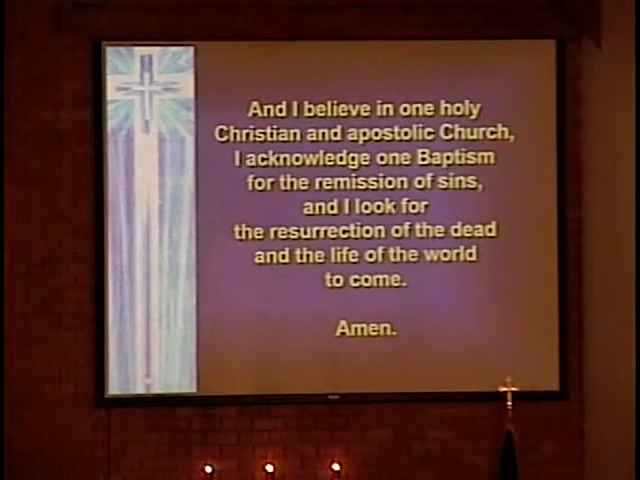 And I believe in one holy
Christian and apostolic Church,
I acknowledge one Baptism
for the remission of sins,
and I look for
the resurrection of the dead
and the life of the world
to come.
Amen.